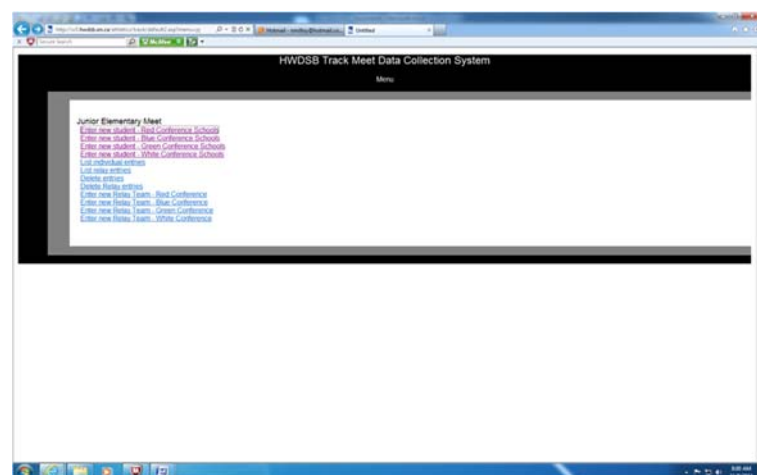 Untitled
McAfee
HWDSB Track Meet Data Collection System
Menu
Junior Elementary Meet
Enter new student - Red Conference Schools
Enter new student - Blue Conference Schools
Enter new student - Green Conference Schools
Enter new student - White Conference Schools
List individual entries
List relay entries
Delete entries
Delete Relay entries
Enter new Relay Team - Red Conference
Enter new Relay Team - Blue Conference
Enter new Relay Team - Green Conference
Enter new Relay Team - White Conference